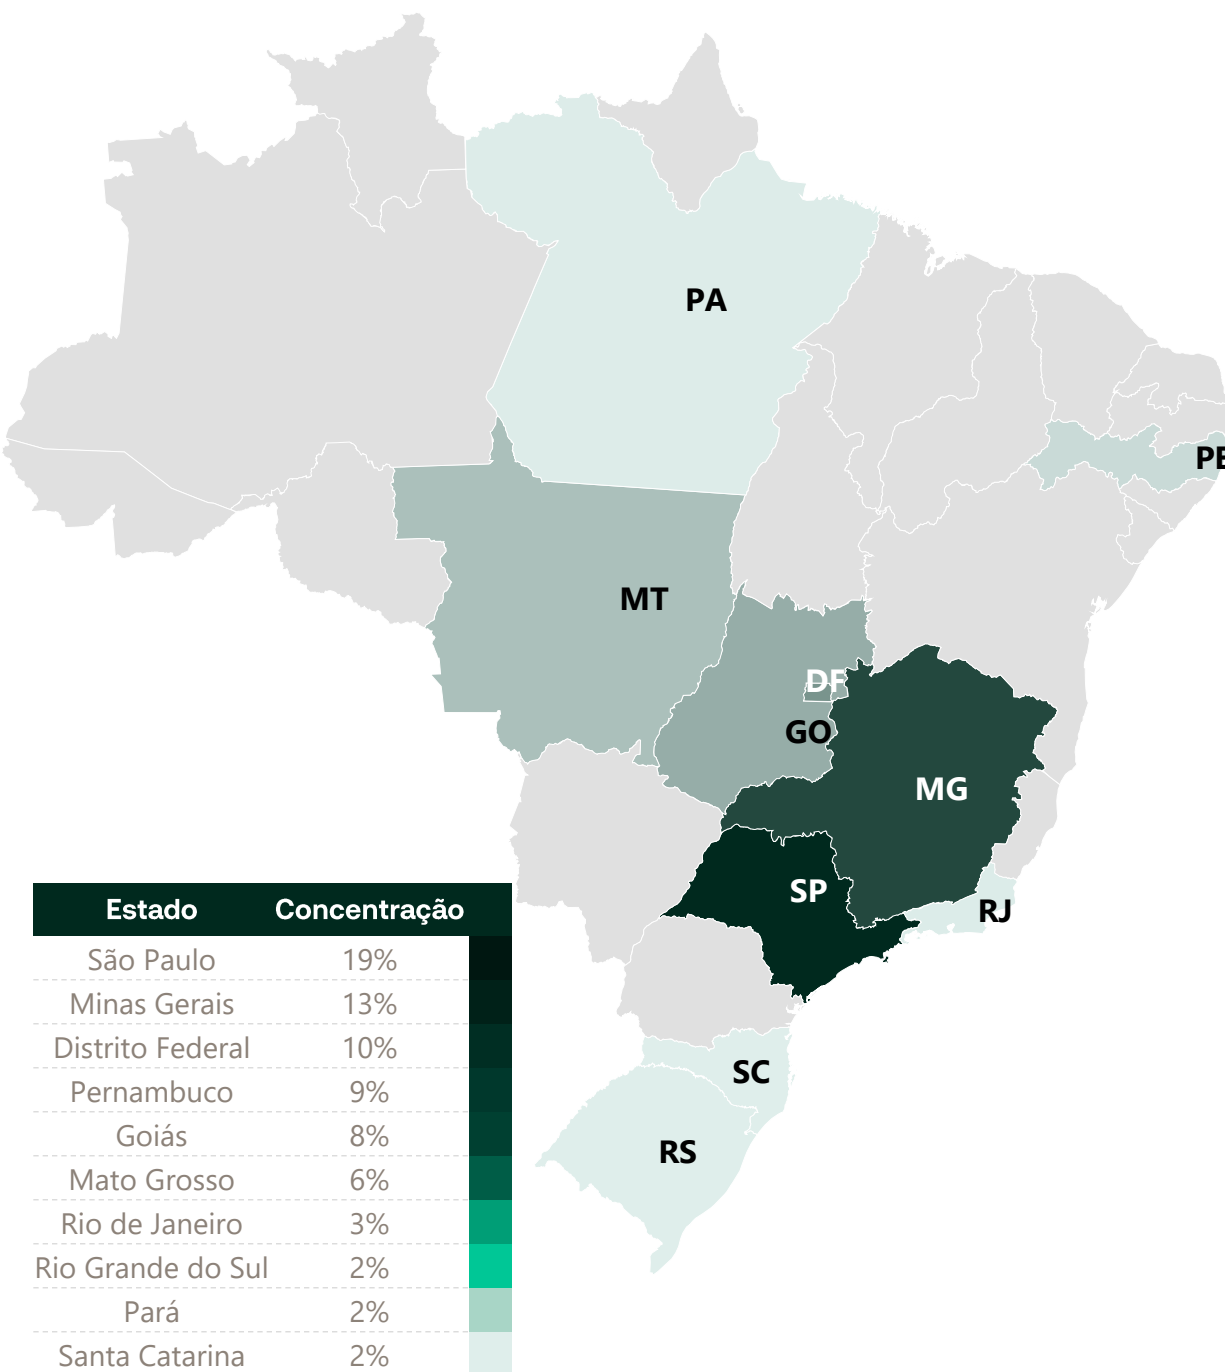 PA
PE
MT
DF
GO
MG
SP
RJ
SC
RS
Estado Concentração
São Paulo 19%
Minas Gerais 13%
Distrito Federal 10%
Pernambuco 9%
Goiás 8%
Mato Grosso 6%
Rio de Janeiro 3%
Rio Grande do Sul 2%
Pará 2%
Santa Catarina 2%